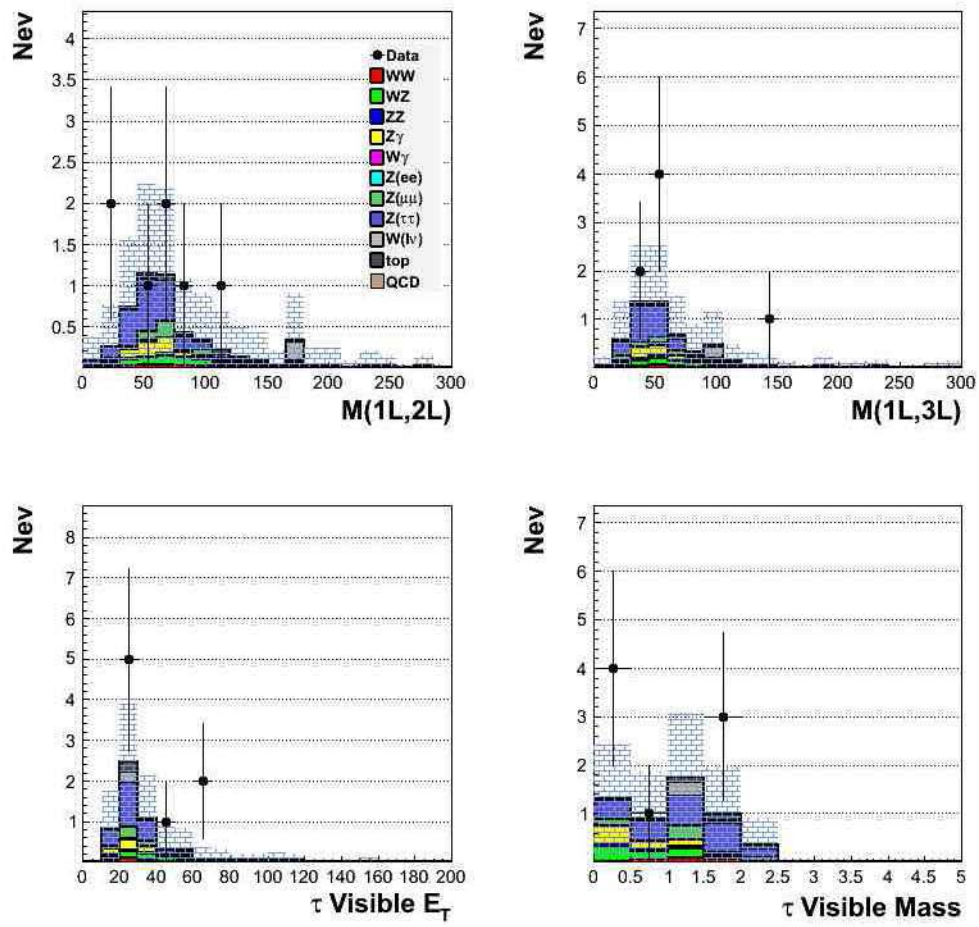 Nev
4
3.5
3
2.5
2
1.5
1
0.5
0 50 100 150 200 250 300
M(1L,2L)
Data
WW
WZ
ZZ
Zγ
Wγ
Z(ee)
Z(μμ)
Z(ττ)
W(lν)
top
QCD
Nev
7
6
5
4
3
2
1
0 50 100 150 200 250 300
M(1L,3L)
Nev
8
7
6
5
4
3
2
1
0 20 40 60 80 100 120 140 160 180 200
τ Visible E_T
Nev
7
6
5
4
3
2
1
0 0.5 1 1.5 2 2.5 3 3.5 4 4.5 5
τ Visible Mass